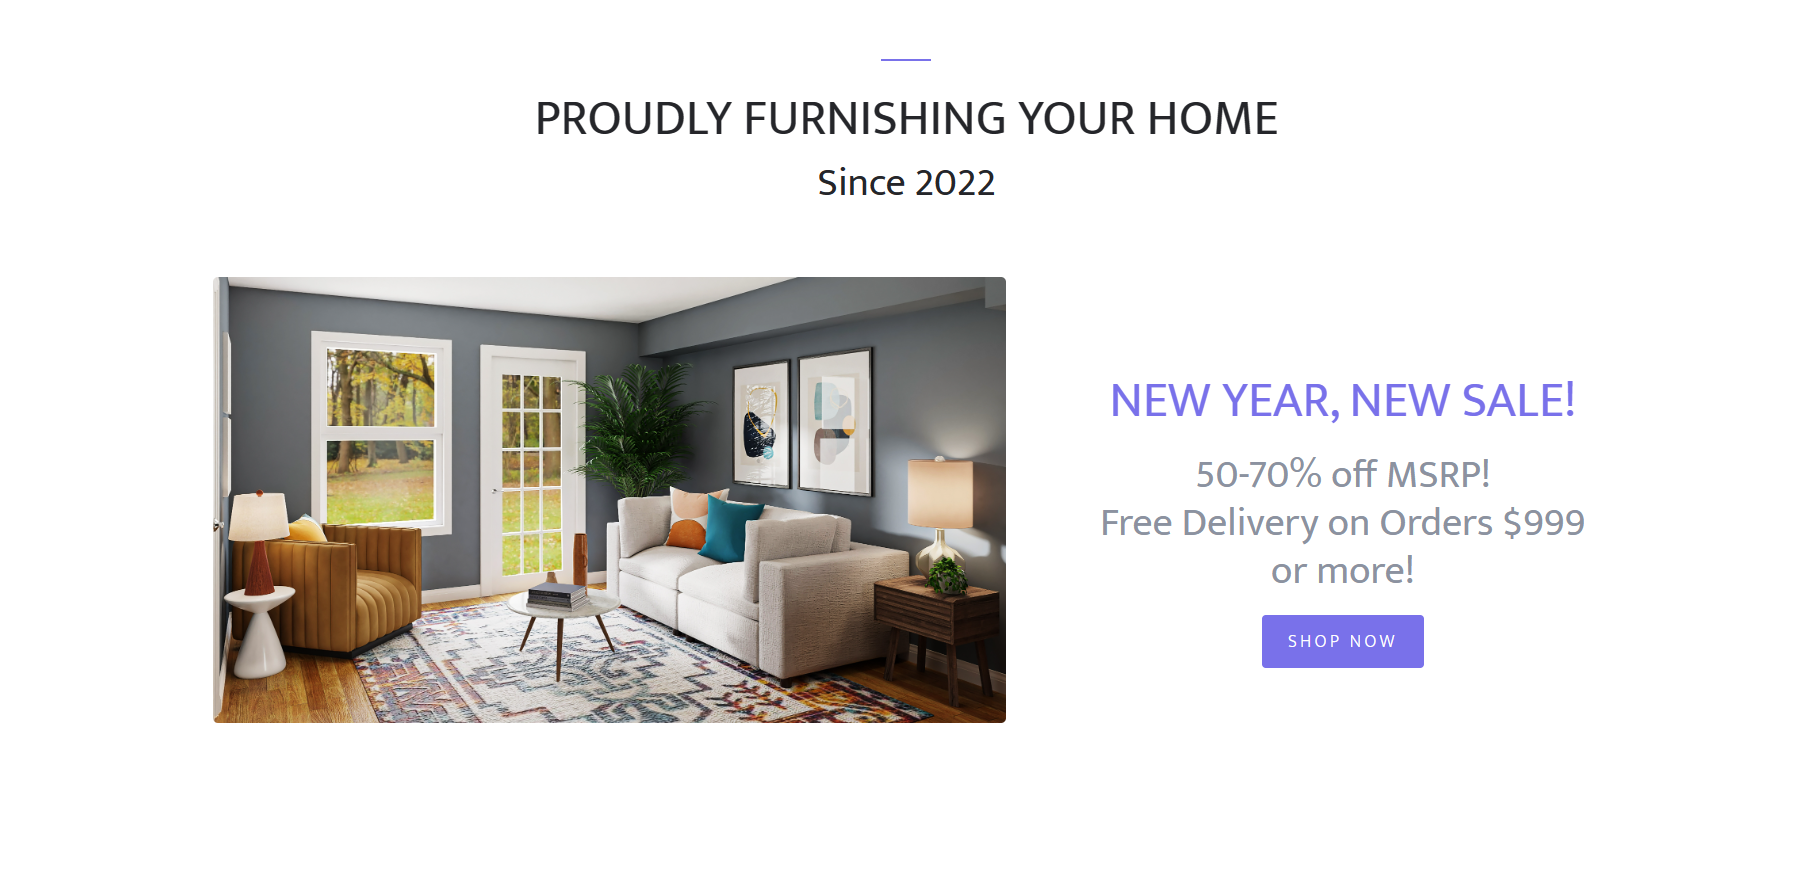 PROUDLY FURNISHING YOUR HOME
Since 2022
NEW YEAR, NEW SALE!
50-70% off MSRP!
Free Delivery on Orders $999
or more!
SHOP NOW